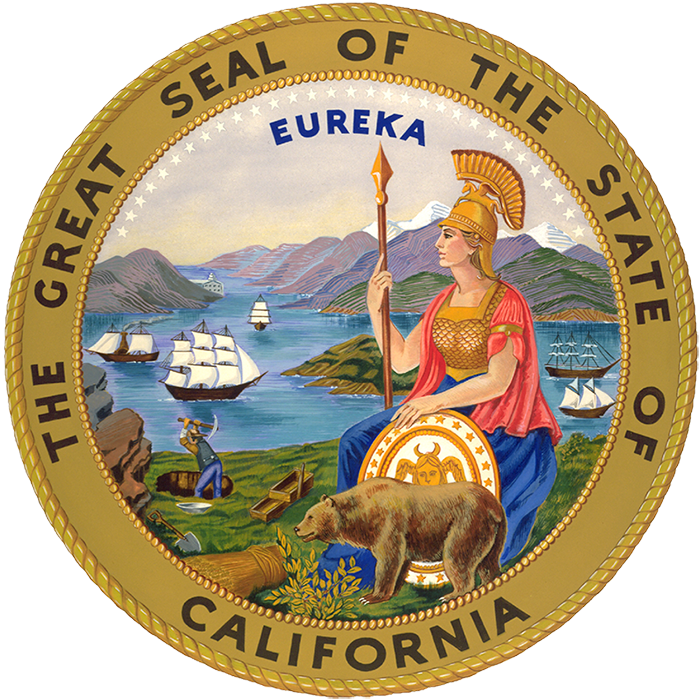 THE GREAT SEAL OF THE STATE OF
CALIFORNIA
EUREKA